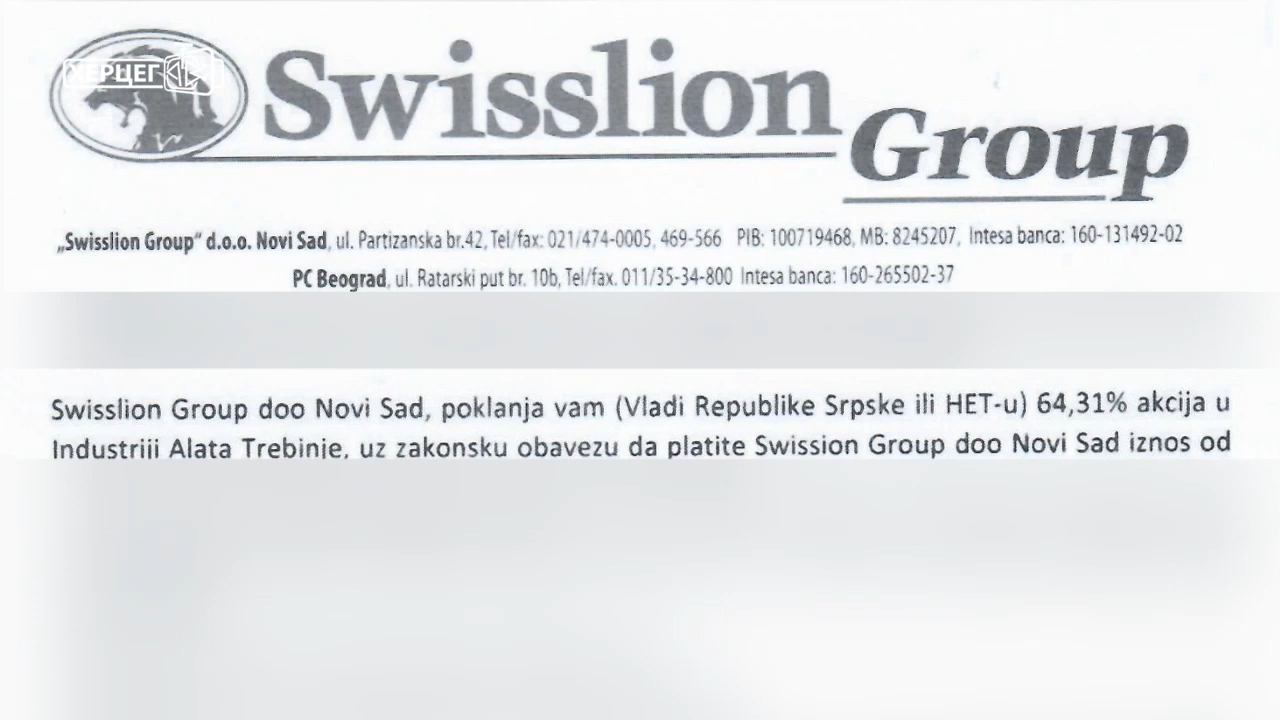 ХЕРЦЕГ
Swisslion
Group
„Swisslion Group“ d.o.o. Novi Sad, ul. Partizanska br.42, Tel/fax: 021/474-0005, 469-566 PIB: 100719468, MB: 8245207, Intesa banca: 160-131492-02
PC Beograd, ul. Ratarski put br. 10b, Tel/fax. 011/35-34-800 Intesa banca: 160-265502-37
Swisslion Group doo Novi Sad, poklanja vam (Vladi Republike Srpske ili HET-u) 64,31% akcija u
Industriji Alata Trebinje, uz zakonsku obavezu da platite Swission Group doo Novi Sad iznos od